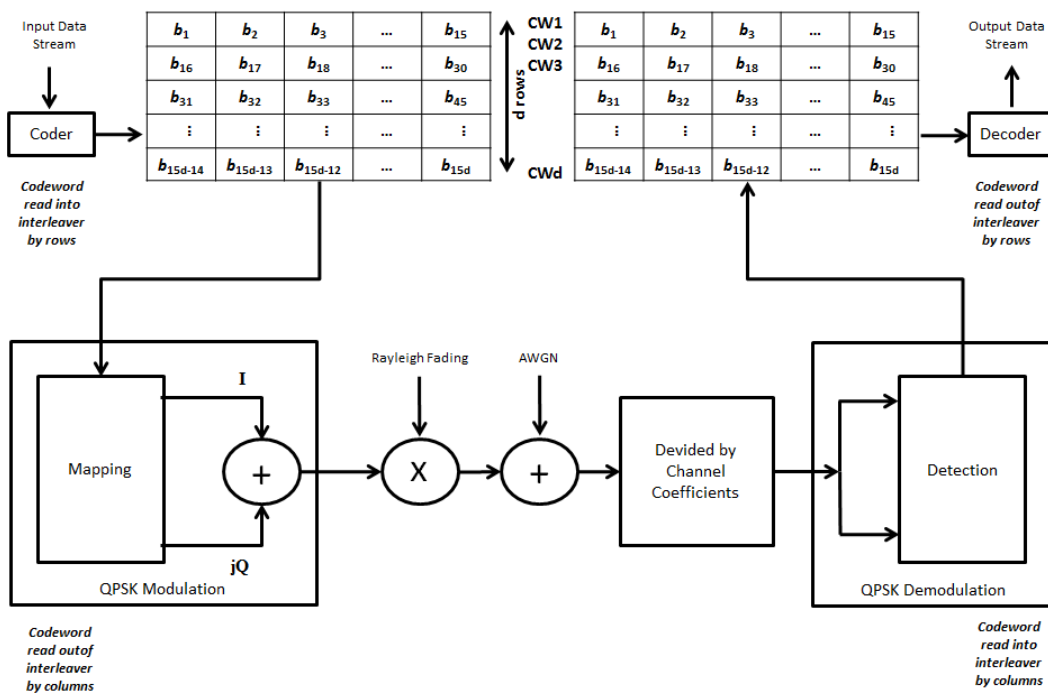 Input Data
Stream
Coder
Codeword
read into
interleaver
by rows
b1 b2 b3 ... b15
b16 b17 b18 ... b30
b31 b32 b33 ... b45
⋮ ⋮ ⋮ ⋮
b15d-14 b15d-13 b15d-12 ... b15d
CW1
CW2
CW3
d rows
CWd
b1 b2 b3 ... b15
b16 b17 b18 ... b30
b31 b32 b33 ... b45
⋮ ⋮ ⋮ ⋮
b15d-14 b15d-13 b15d-12 ... b15d
Output Data
Stream
Decoder
Codeword
read outof
interleaver
by rows
Mapping
I
+
jQ
QPSK Modulation
Codeword
read outof
interleaver
by columns
Rayleigh Fading
X
AWGN
+
Devided by
Channel
Coefficients
Detection
QPSK Demodulation
Codeword
read into
interleaver
by columns